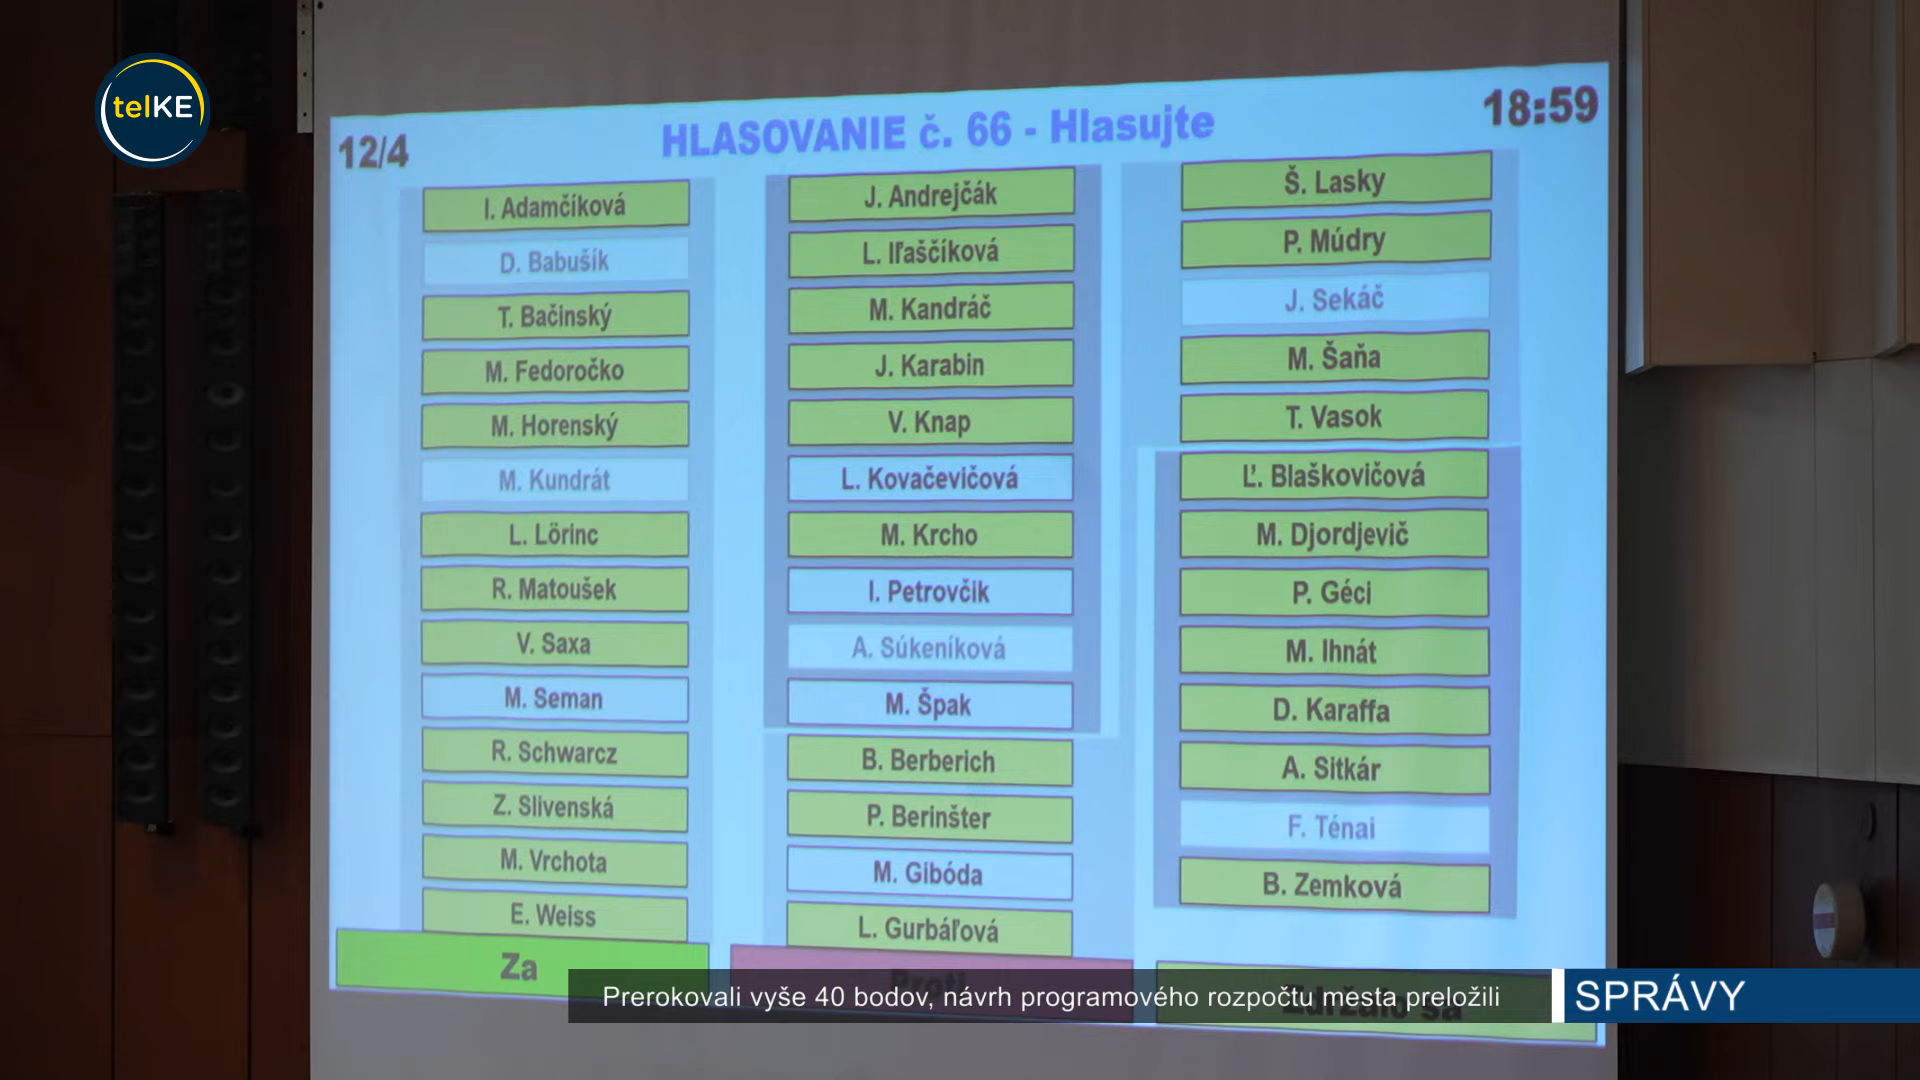 telKE
12/4
HLASOVANIE č. 66 - Hlasujte
18:59
I. Adamčíková
D. Babušík
T. Bačinský
M. Fedoročko
M. Horenský
M. Kundrát
L. Lörinc
R. Matoušek
V. Saxa
M. Seman
R. Schwarcz
Z. Slivenská
M. Vrchota
E. Weiss
J. Andrejčák
L. Iľaščíková
M. Kandráč
J. Karabin
V. Knap
L. Kovačevičová
M. Krcho
I. Petrovčik
A. Súkeníková
M. Špak
B. Berberich
P. Berinšter
M. Gibóda
L. Gurbáľová
Š. Lasky
P. Múdry
J. Sekáč
M. Šaňa
T. Vasok
Ľ. Blaškovičová
M. Djordjevič
P. Géci
M. Ihnát
D. Karaffa
A. Sitkár
F. Ténai
B. Zemková
Za
Proti
Zdržalo sa
Prerokovali vyše 40 bodov, návrh programového rozpočtu mesta preložili
SPRÁVY